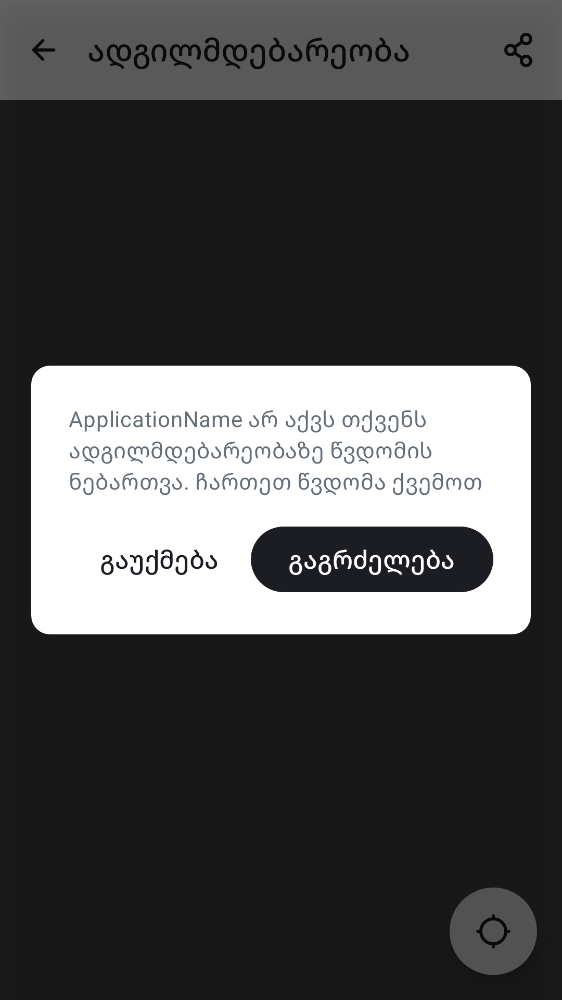 ადგილმდებარეობა
ApplicationName არ აქვს თქვენს
ადგილმდებარეობაზე წვდომის
ნებართვა. ჩართეთ წვდომა ქვემოთ
გაუქმება
გაგრძელება